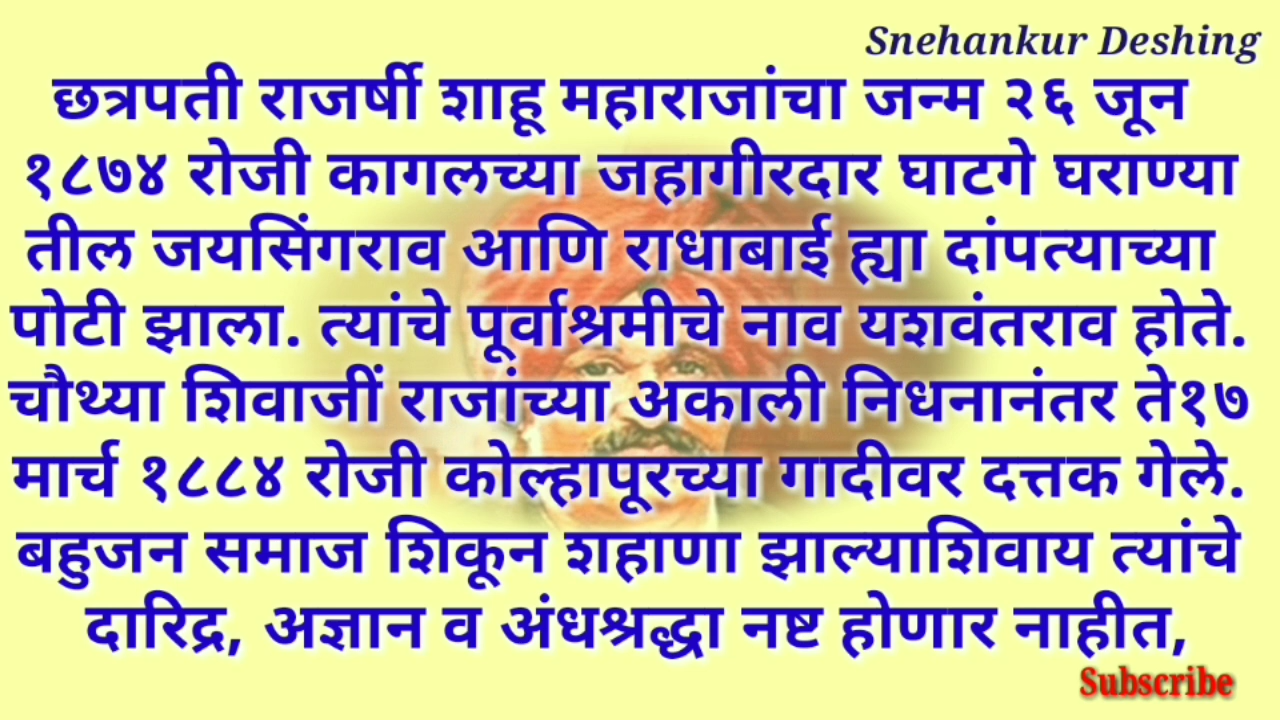 Snehankur Deshing
छत्रपती राजर्षी शाहू महाराजांचा जन्म २६ जून
१८७४ रोजी कागलच्या जहागीरदार घाटगे घराण्या
तील जयसिंगराव आणि राधाबाई ह्या दांपत्याच्या
पोटी झाला. त्यांचे पूर्वाश्रमीचे नाव यशवंतराव होते.
चौथ्या शिवाजीं राजांच्या अकाली निधनानंतर ते१७
मार्च १८८४ रोजी कोल्हापूरच्या गादीवर दत्तक गेले.
बहुजन समाज शिकून शहाणा झाल्याशिवाय त्यांचे
दारिद्र, अज्ञान व अंधश्रद्धा नष्ट होणार नाहीत,
Subscribe